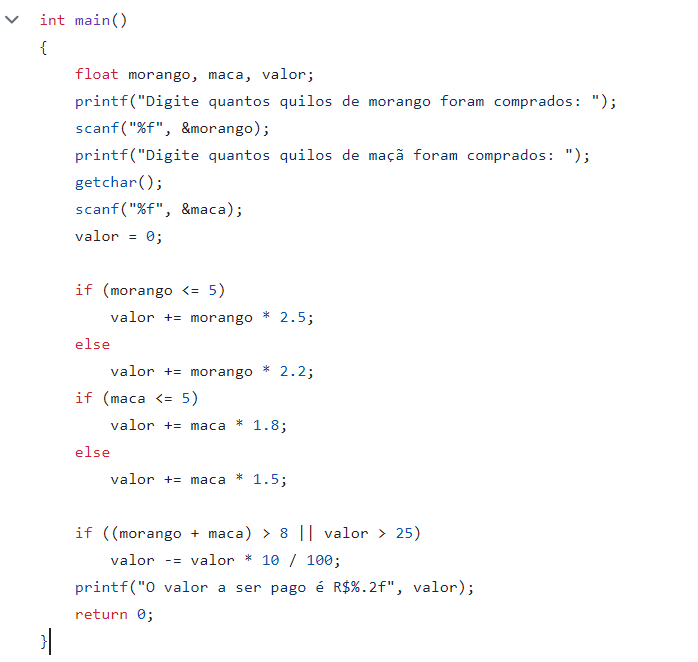 int main()
{
    float morango, maca, valor;
    printf("Digite quantos quilos de morango foram comprados: ");
    scanf("%f", &morango);
    printf("Digite quantos quilos de maçã foram comprados: ");
    getchar();
    scanf("%f", &maca);
    valor = 0;

    if (morango <= 5)
        valor += morango * 2.5;
    else
        valor += morango * 2.2;
    if (maca <= 5)
        valor += maca * 1.8;
    else
        valor += maca * 1.5;

    if ((morango + maca) > 8 || valor > 25)
        valor -= valor * 10 / 100;
    printf("O valor a ser pago é R$%.2f", valor);
    return 0;
}